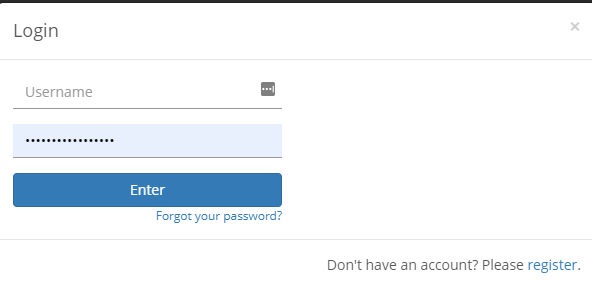 Login
×
Username
•••••••••••••••••
Enter
Forgot your password?
Don't have an account? Please register.